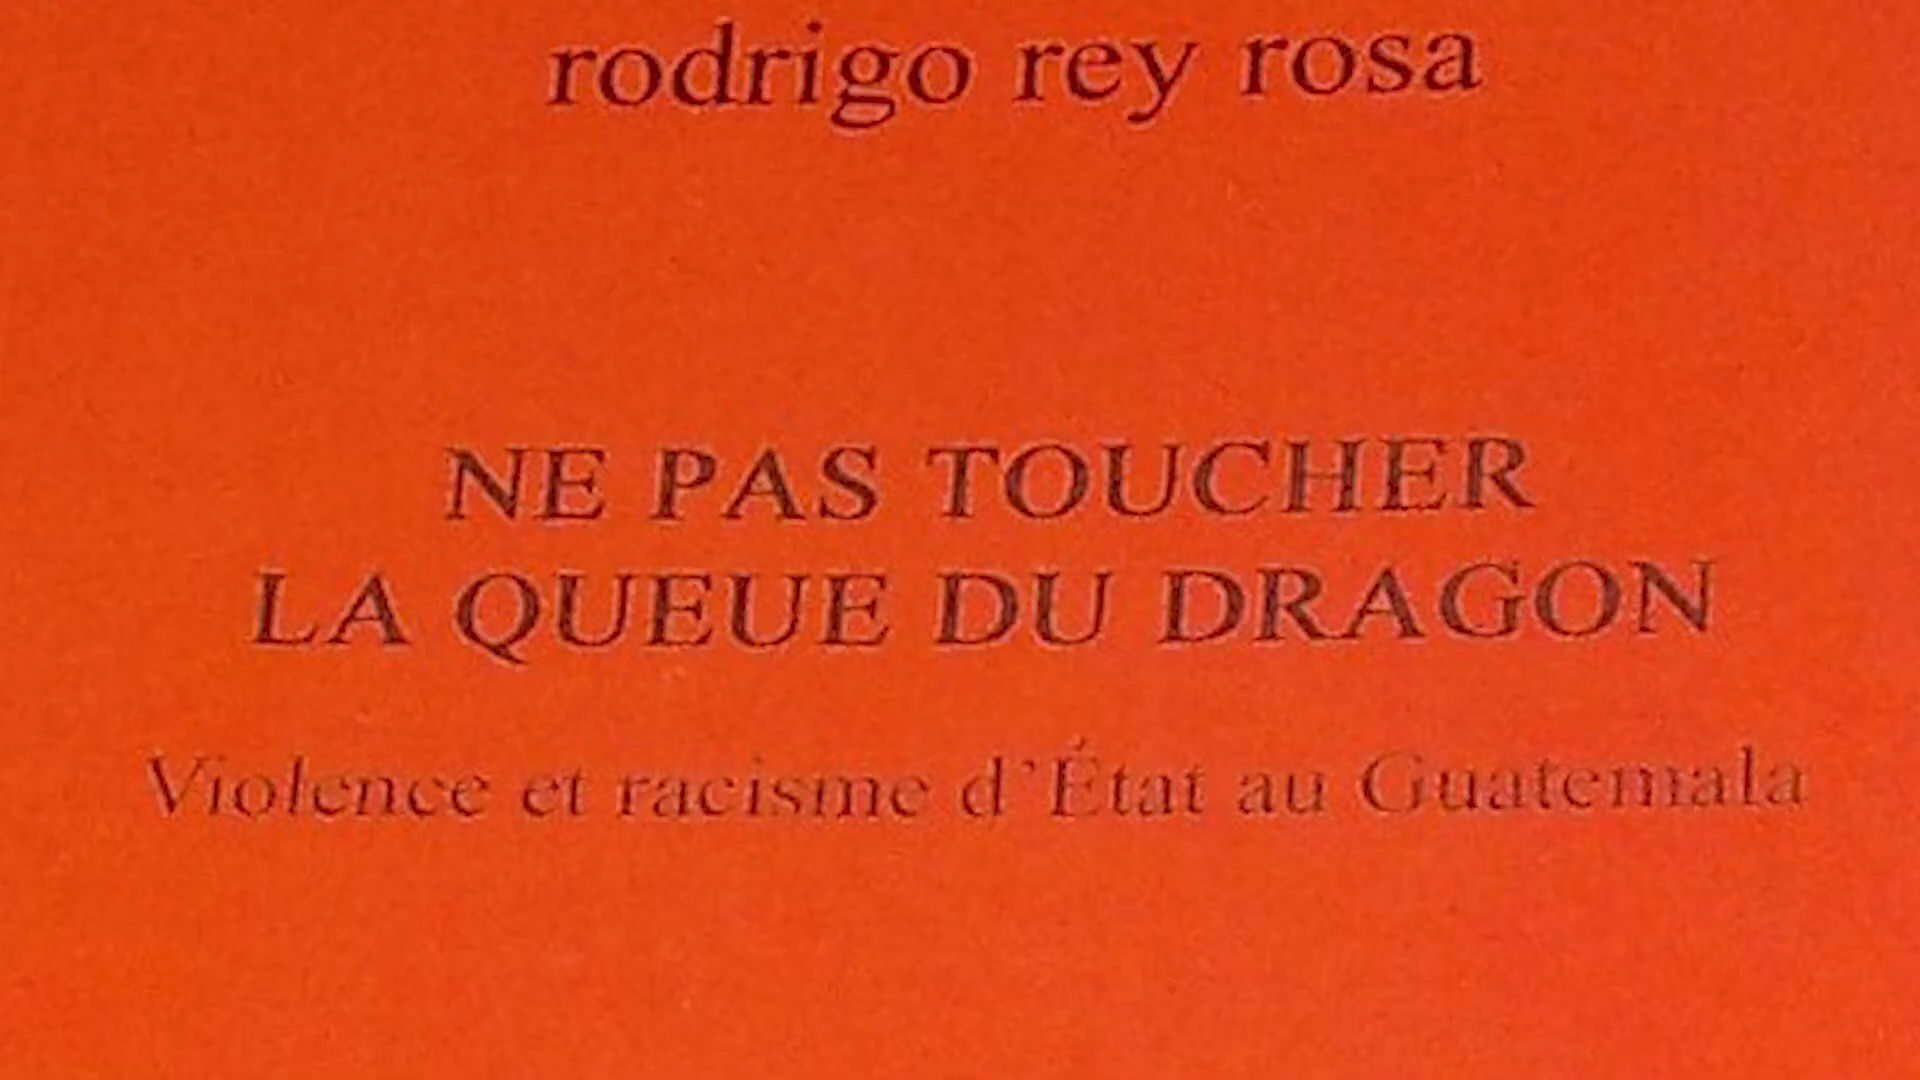 rodrigo rey rosa
NE PAS TOUCHER
LA QUEUE DU DRAGON
Violence et racisme d’État au Guatemala